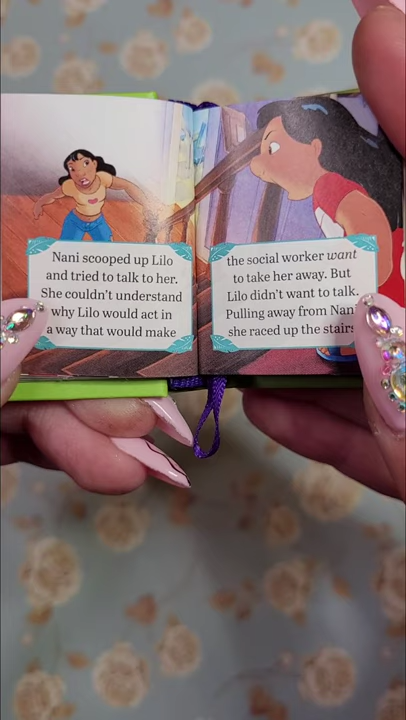 Nani scooped up Lilo
and tried to talk to her.
She couldn't understand
why Lilo would act in
a way that would make
the social worker want
to take her away. But
Lilo didn't want to talk.
Pulling away from Nani
she raced up the stairs